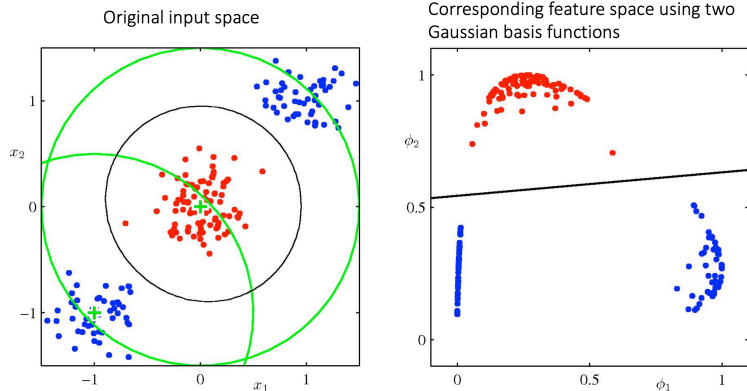 Original input space
Corresponding feature space using two
Gaussian basis functions
1
x₂
0
−1
−1
0
x₁
1
1
ϕ₂
0.5
0
0
0.5
ϕ₁
1